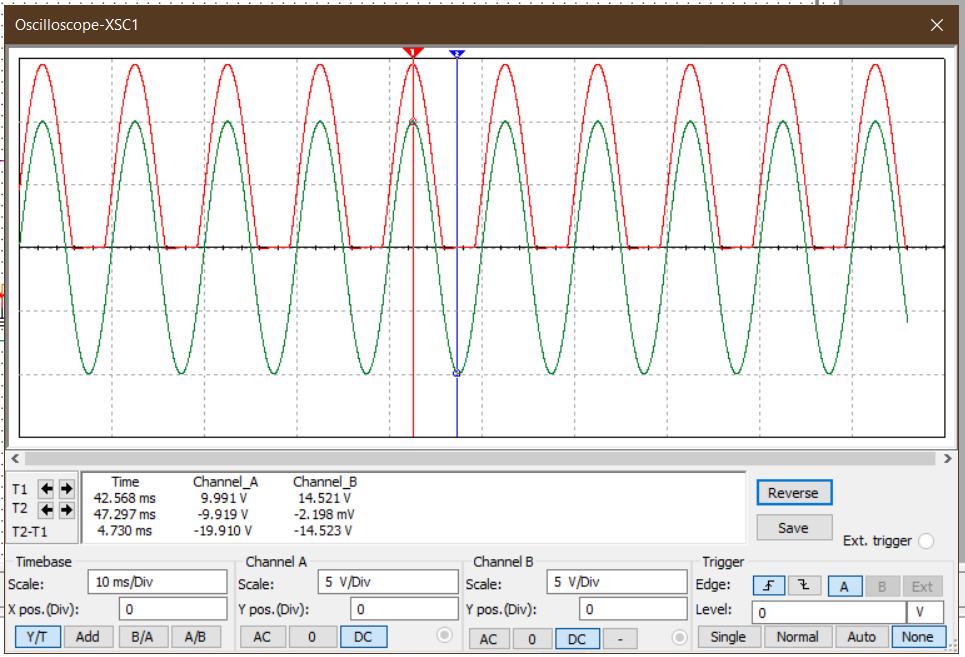 Oscilloscope-XSC1
1 2
T1
T2
T2-T1
Time Channel_A Channel_B
42.568 ms 9.991 V 14.521 V
47.297 ms -9.919 V -2.198 mV
4.730 ms -19.910 V -14.523 V
Reverse
Save
Ext. trigger
Timebase
Scale: 10 ms/Div
X pos.(Div): 0
Y/T Add B/A A/B
Channel A
Scale: 5 V/Div
Y pos.(Div): 0
AC 0 DC
Channel B
Scale: 5 V/Div
Y pos.(Div): 0
AC 0 DC -
Trigger
Edge: A B Ext
Level: 0 V
Single Normal Auto None